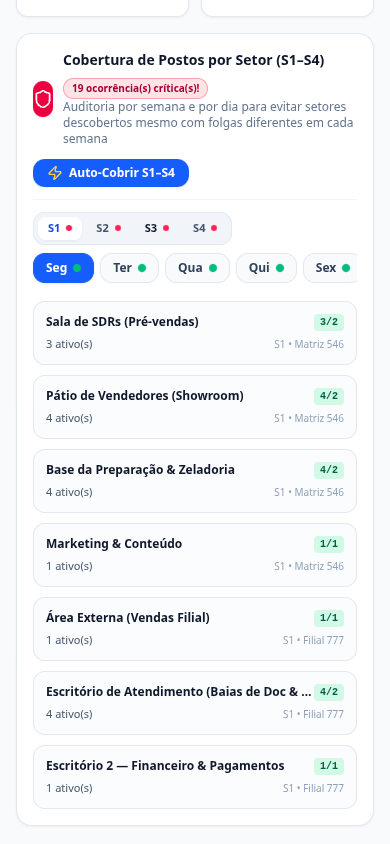 Cobertura de Postos por Setor (S1–S4)
19 ocorrência(s) crítica(s)!
Auditoria por semana e por dia para evitar setores
descobertos mesmo com folgas diferentes em cada
semana
Auto-Cobrir S1–S4
S1 S2 S3 S4
Seg Ter Qua Qui Sex
Sala de SDRs (Pré-vendas) 3/2
3 ativo(s) S1 • Matriz 546
Pátio de Vendedores (Showroom) 4/2
4 ativo(s) S1 • Matriz 546
Base da Preparação & Zeladoria 4/2
4 ativo(s) S1 • Matriz 546
Marketing & Conteúdo 1/1
1 ativo(s) S1 • Matriz 546
Área Externa (Vendas Filial) 1/1
1 ativo(s) S1 • Filial 777
Escritório de Atendimento (Baias de Doc & ... 4/2
4 ativo(s) S1 • Filial 777
Escritório 2 — Financeiro & Pagamentos 1/1
1 ativo(s) S1 • Filial 777